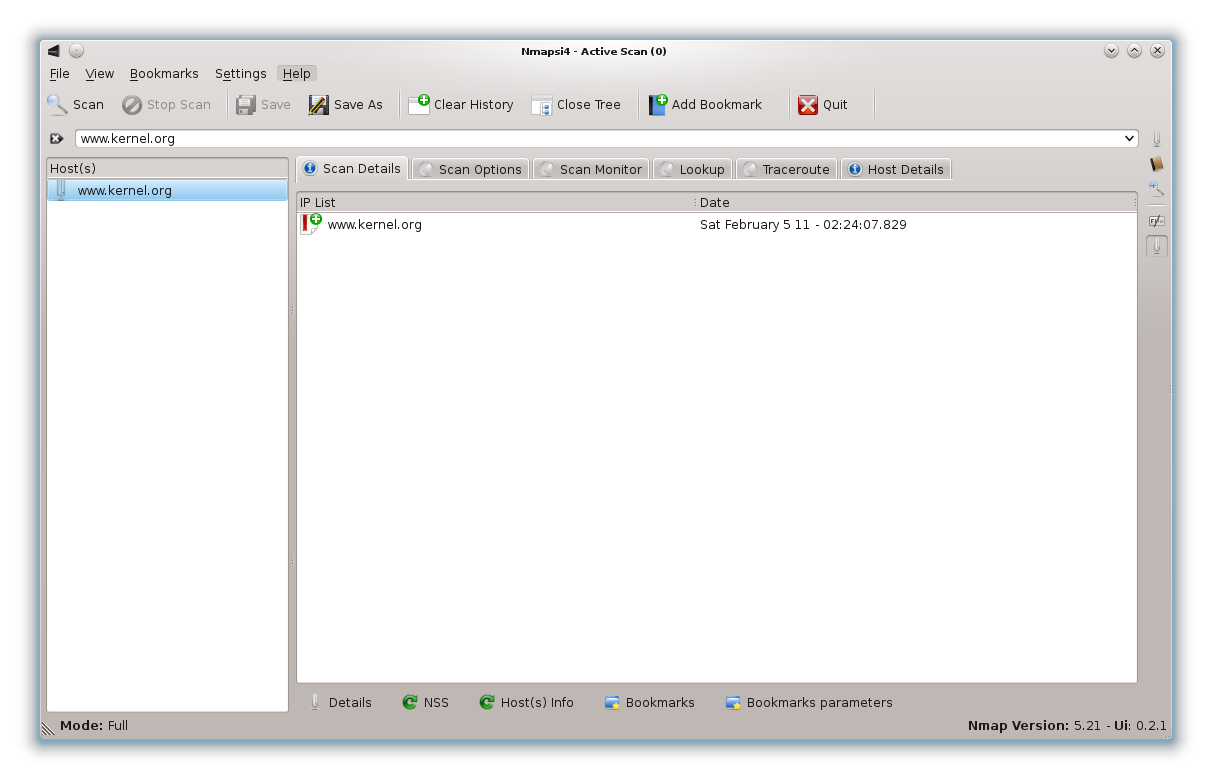 Nmapsi4 - Active Scan (0)
File View Bookmarks Settings Help
Scan Stop Scan Save Save As Clear History Close Tree Add Bookmark Quit
www.kernel.org
Host(s)
www.kernel.org
Scan Details Scan Options Scan Monitor Lookup Traceroute Host Details
IP List Date
www.kernel.org Sat February 5 11 - 02:24:07.829
Details NSS Host(s) Info Bookmarks Bookmarks parameters
Mode: Full Nmap Version: 5.21 - Ui: 0.2.1